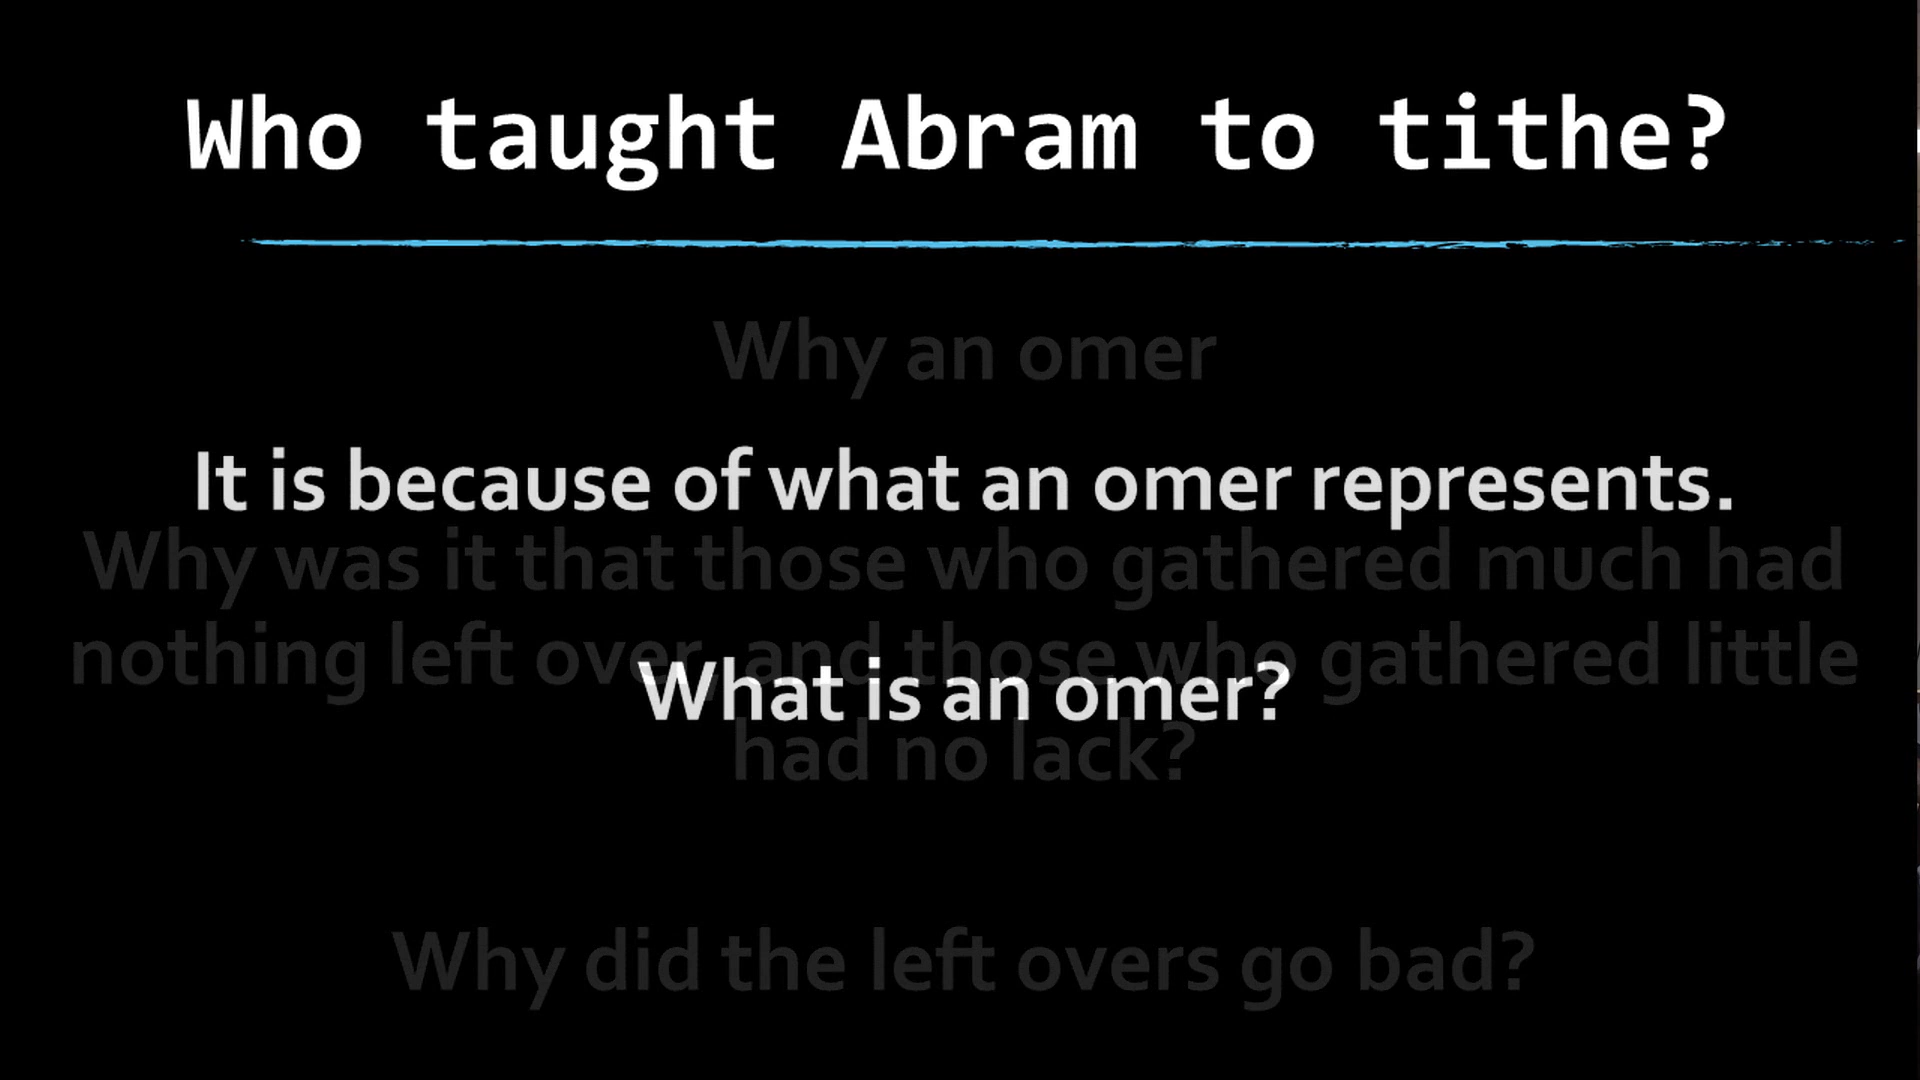 Who taught Abram to tithe?
Why an omer
It is because of what an omer represents.
Why was it that those who gathered much had
nothing left over, and those who gathered little
What is an omer?
had no lack?
Why did the left overs go bad?